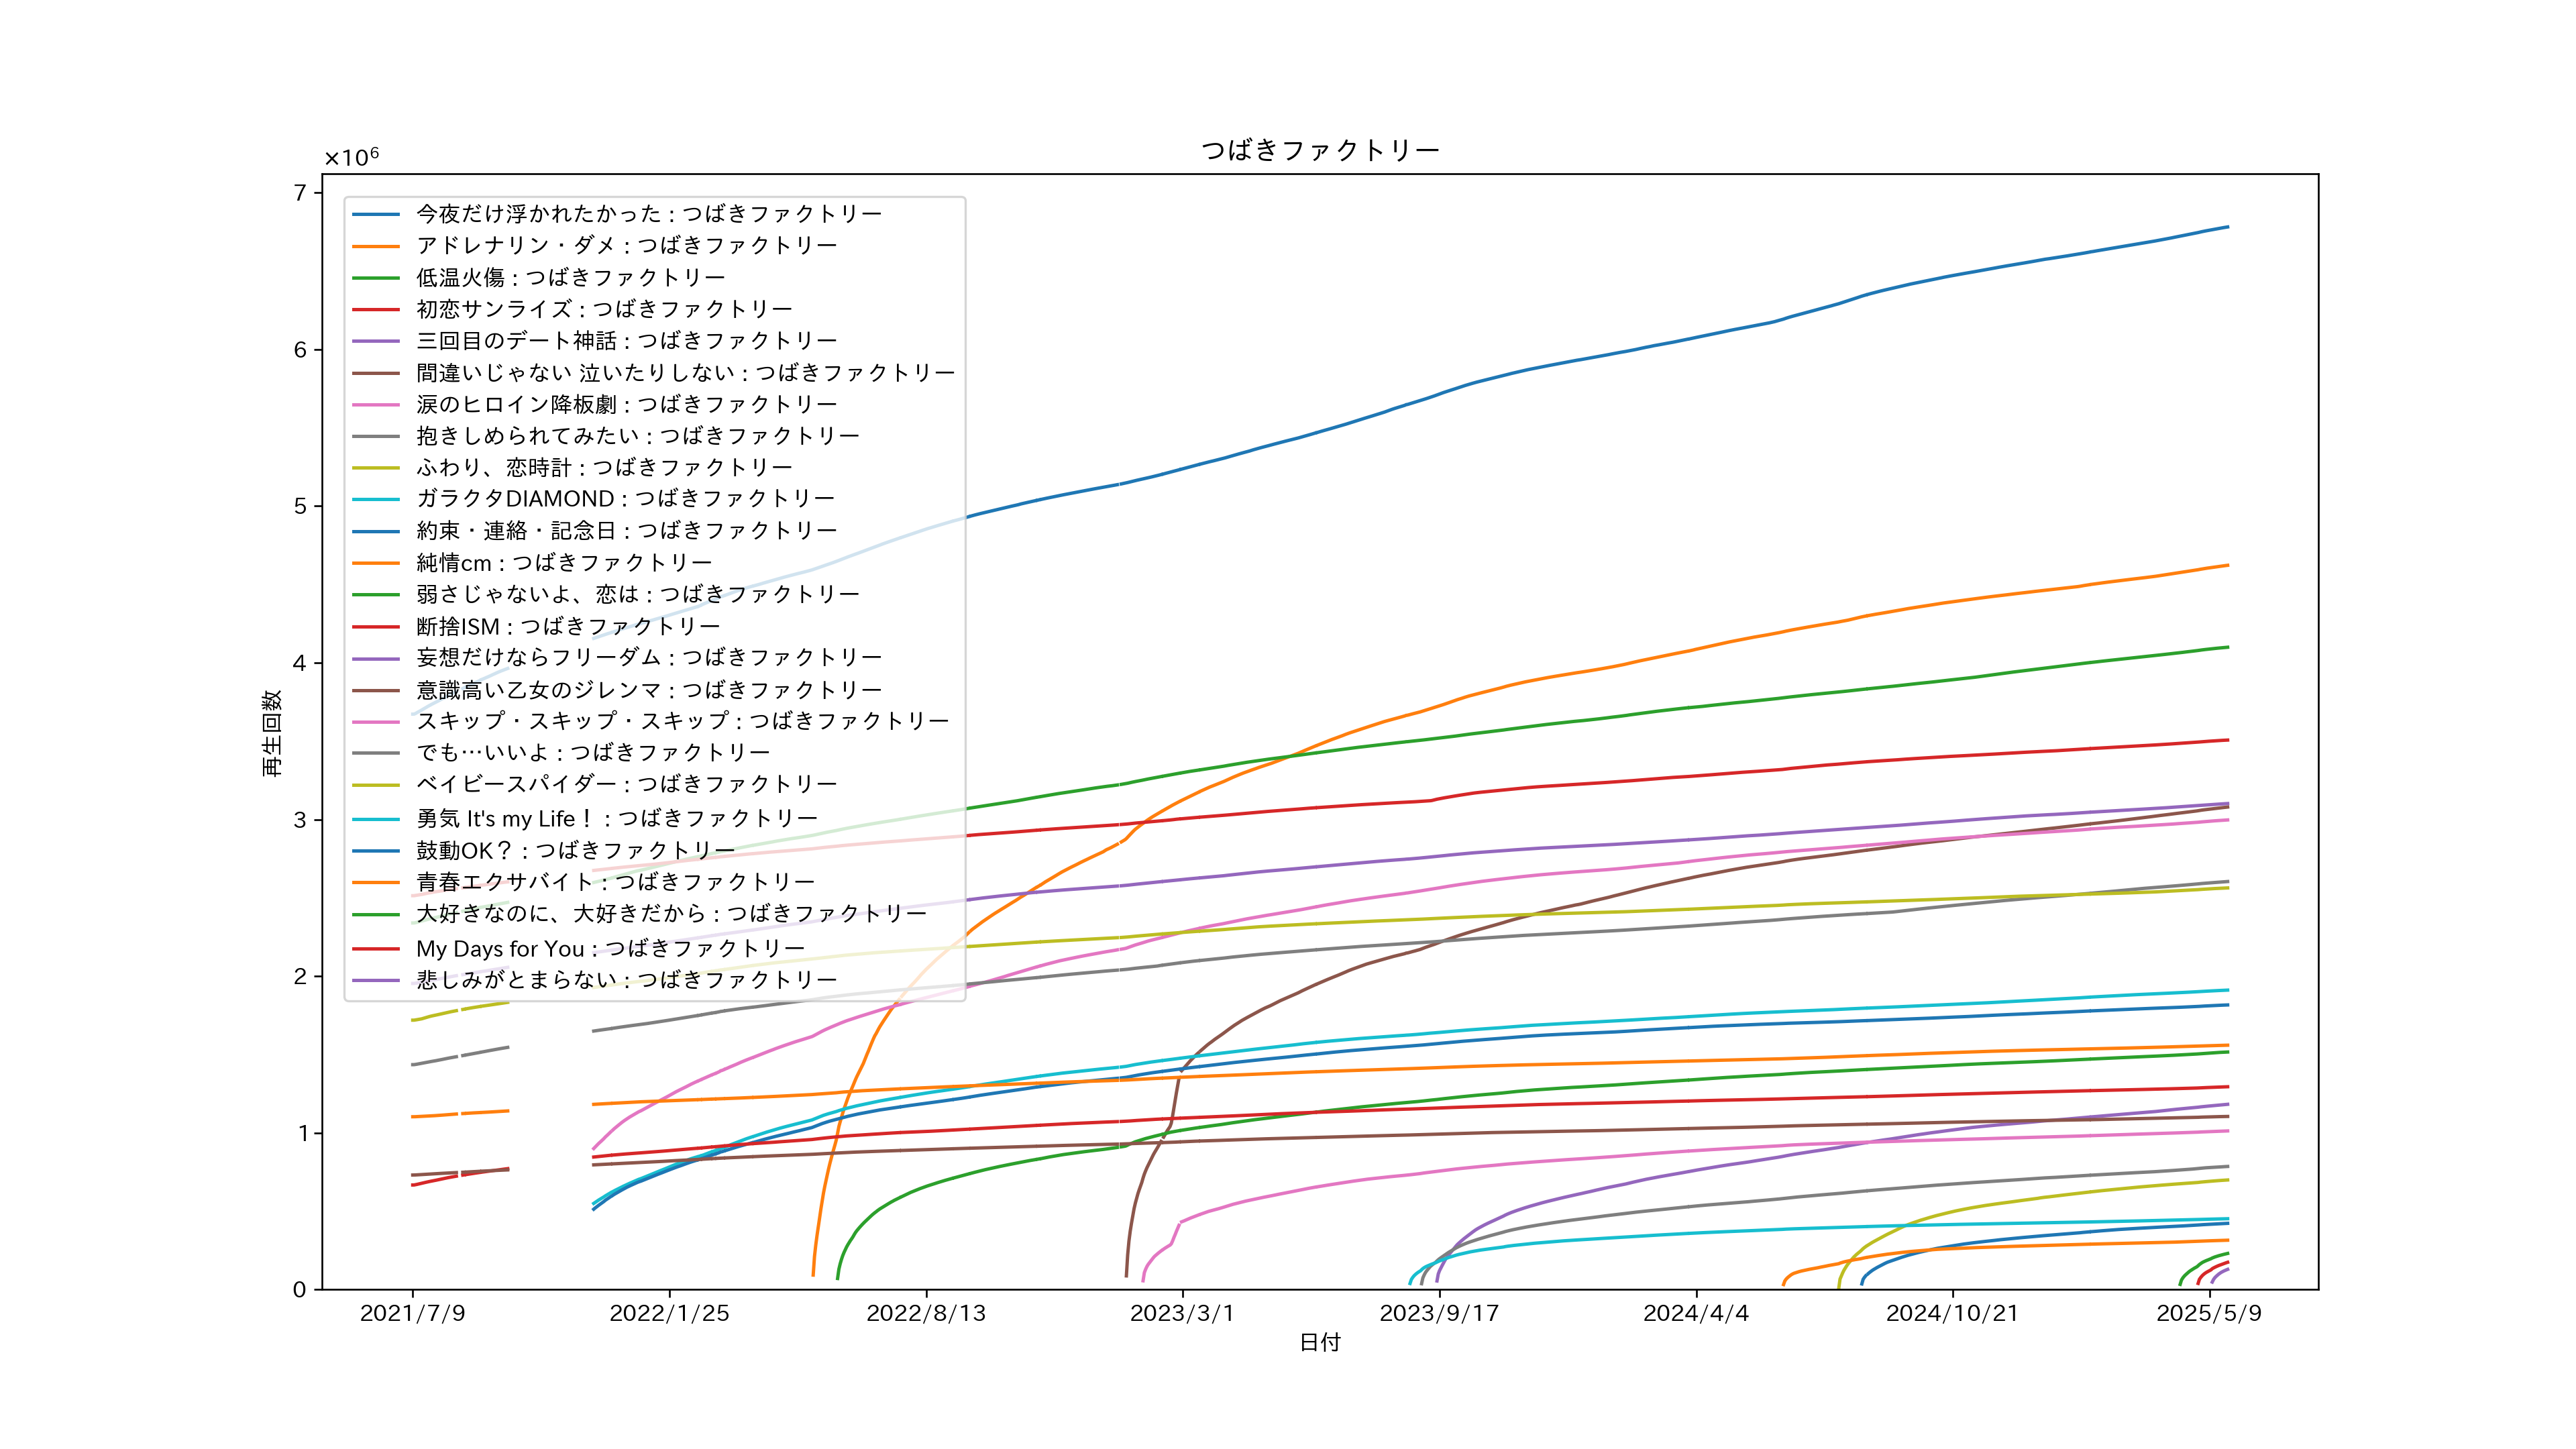 つばきファクトリー
×10⁶
7
6
5
4
3
2
1
0
再生回数
今夜だけ浮かれたかった : つばきファクトリー
アドレナリン・ダメ : つばきファクトリー
低温火傷 : つばきファクトリー
初恋サンライズ : つばきファクトリー
三回目のデート神話 : つばきファクトリー
間違いじゃない 泣いたりしない : つばきファクトリー
涙のヒロイン降板劇 : つばきファクトリー
抱きしめられてみたい : つばきファクトリー
ふわり、恋時計 : つばきファクトリー
ガラクタDIAMOND : つばきファクトリー
約束・連絡・記念日 : つばきファクトリー
純情cm : つばきファクトリー
弱さじゃないよ、恋は : つばきファクトリー
断捨ISM : つばきファクトリー
妄想だけならフリーダム : つばきファクトリー
意識高い乙女のジレンマ : つばきファクトリー
スキップ・スキップ・スキップ : つばきファクトリー
でも…いいよ : つばきファクトリー
ベイビースパイダー : つばきファクトリー
勇気 It's my Life！ : つばきファクトリー
鼓動OK？ : つばきファクトリー
青春エクサバイト : つばきファクトリー
大好きなのに、大好きだから : つばきファクトリー
My Days for You : つばきファクトリー
悲しみがとまらない : つばきファクトリー
2021/7/9 2022/1/25 2022/8/13 2023/3/1 2023/9/17 2024/4/4 2024/10/21 2025/5/9
日付